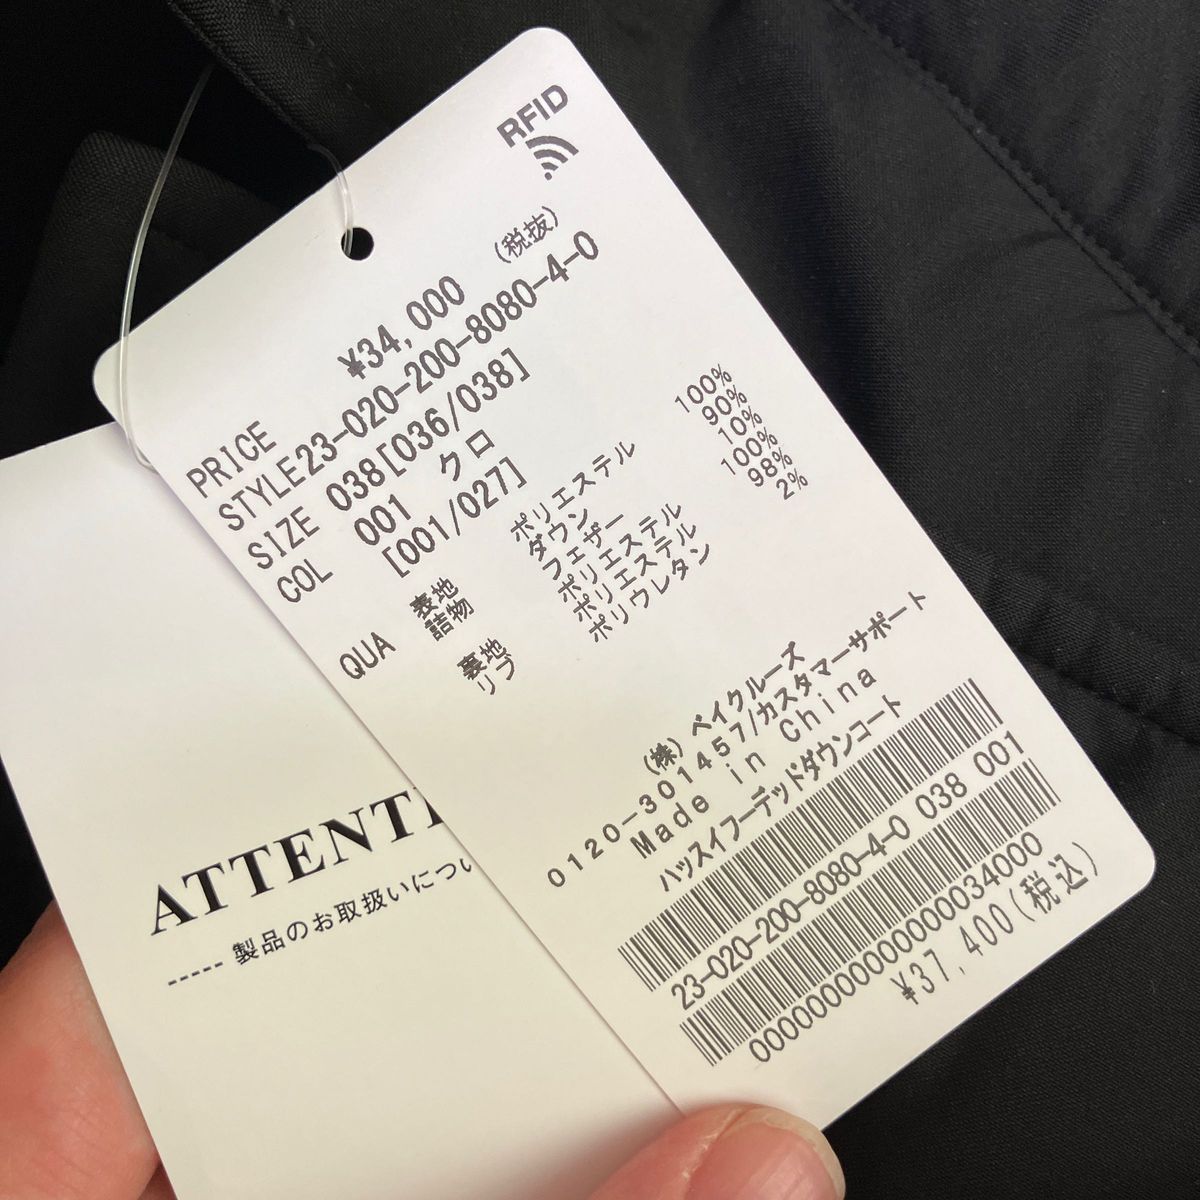 RFID
PRICE ¥34,000 (税抜)
STYLE23-020-200-8080-4-0
SIZE 038[036/038]
COL 001 クロ
[001/027]
QUA 表地 ポリエステル 100%
詰物 ダウン 90%
フェザー 10%
裏地 ポリエステル 100%
リブ ポリエステル 98%
ポリウレタン 2%
(株) ベイクルーズ
0120-301457/カスタマーサポート
Made in China
ハッスイフーデッドダウンコート
23-020-200-8080-4-0 038 001
¥37,400(税込)
ATTENTI
----- 製品のお取扱いについ